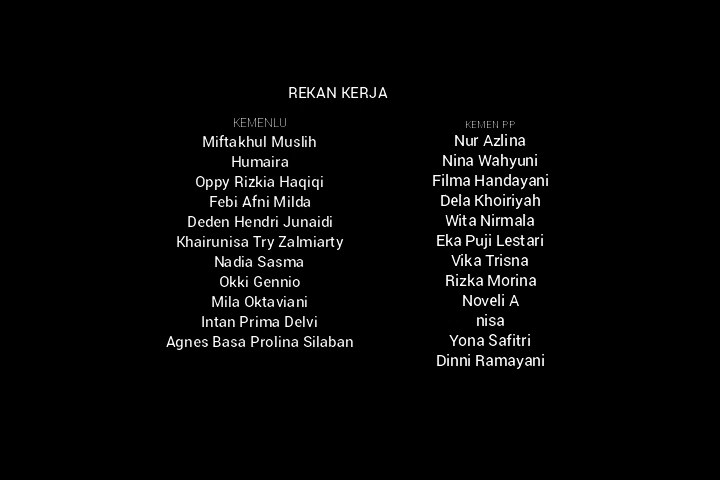 REKAN KERJA
KEMENLU
Miftakhul Muslih
Humaira
Oppy Rizkia Haqiqi
Febi Afni Milda
Deden Hendri Junaidi
Khairunisa Try Zalmiarty
Nadia Sasma
Okki Gennio
Mila Oktaviani
Intan Prima Delvi
Agnes Basa Prolina Silaban
KEMEN PP
Nur Azlina
Nina Wahyuni
Filma Handayani
Dela Khoiriyah
Wita Nirmala
Eka Puji Lestari
Vika Trisna
Rizka Morina
Noveli A
nisa
Yona Safitri
Dinni Ramayani